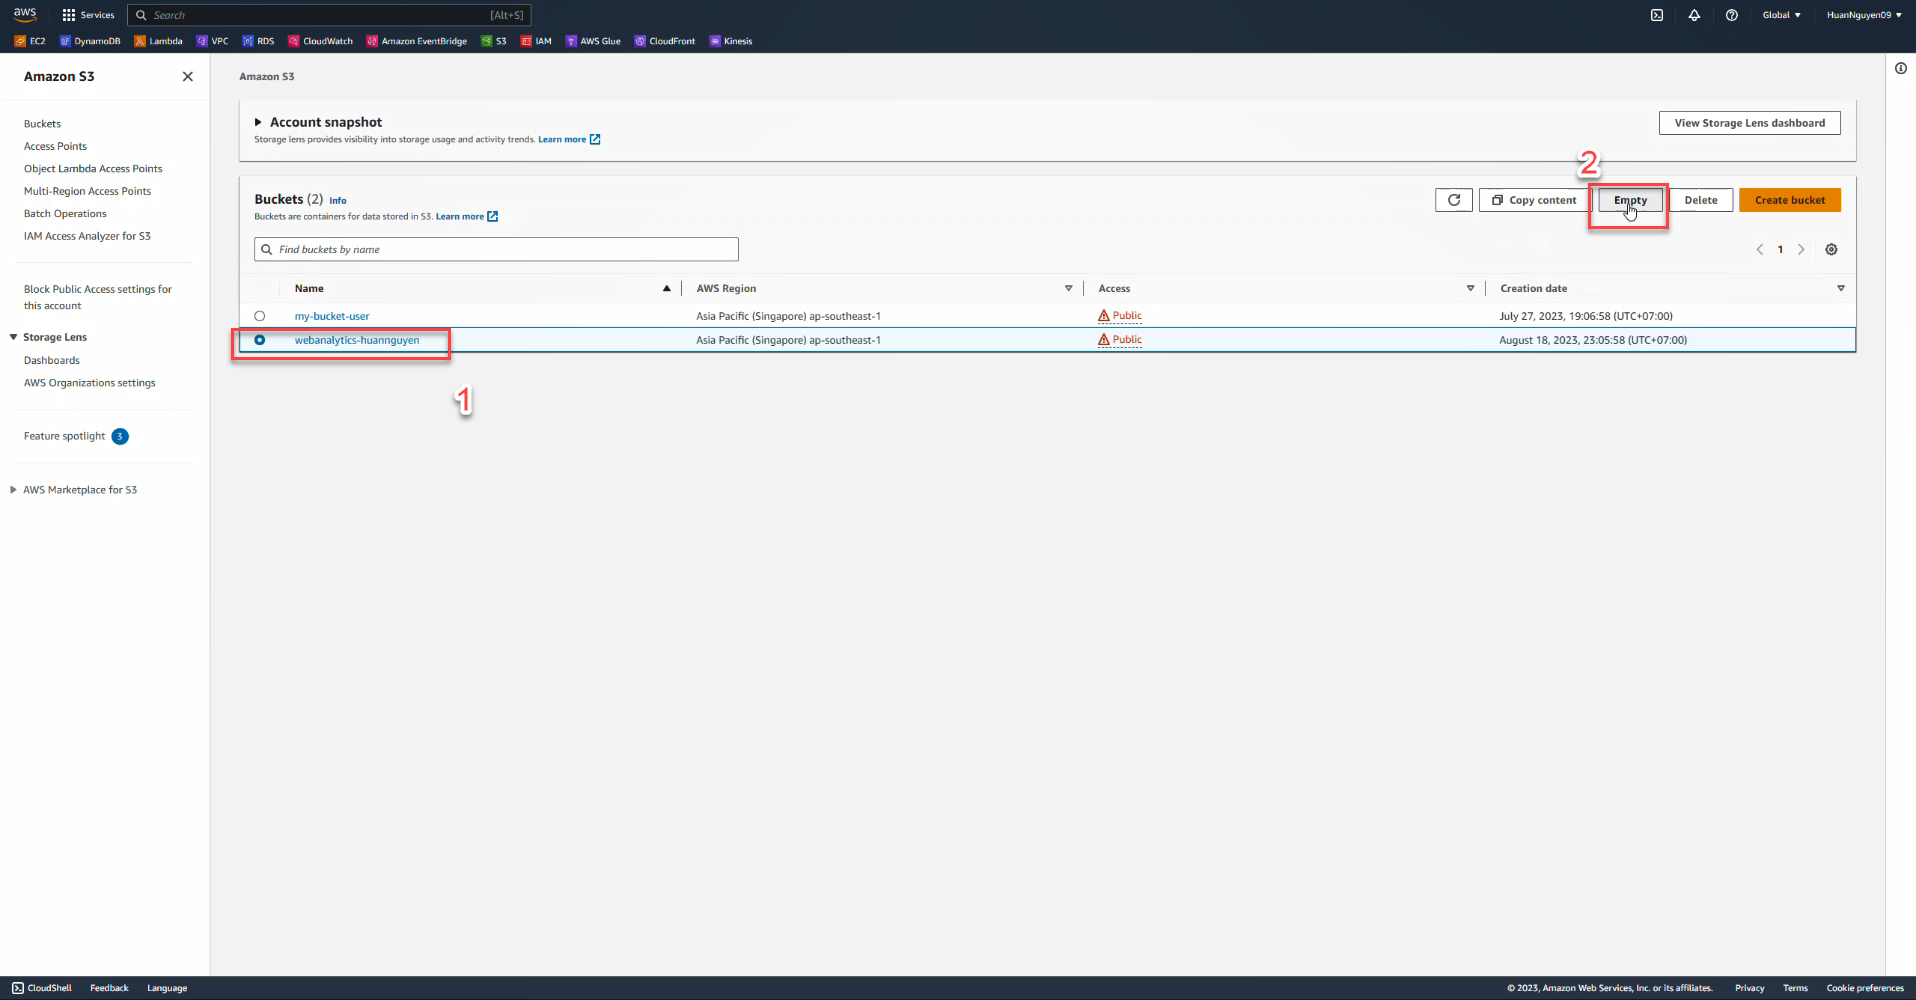 aws
Services
Search
[Alt+S]
Global
HuanNguyen09
EC2
DynamoDB
Lambda
VPC
RDS
CloudWatch
Amazon EventBridge
S3
IAM
AWS Glue
CloudFront
Kinesis
Amazon S3
Buckets
Access Points
Object Lambda Access Points
Multi-Region Access Points
Batch Operations
IAM Access Analyzer for S3
Block Public Access settings for
this account
Storage Lens
Dashboards
AWS Organizations settings
Feature spotlight 3
AWS Marketplace for S3
Amazon S3
Account snapshot
Storage lens provides visibility into storage usage and activity trends. Learn more
View Storage Lens dashboard
2
Buckets (2) Info
Buckets are containers for data stored in S3. Learn more
Copy content
Empty
Delete
Create bucket
Find buckets by name
1
Name AWS Region Access Creation date
my-bucket-user Asia Pacific (Singapore) ap-southeast-1 Public July 27, 2023, 19:06:58 (UTC+07:00)
webanalytics-huannguyen Asia Pacific (Singapore) ap-southeast-1 Public August 18, 2023, 23:05:58 (UTC+07:00)
1
CloudShell
Feedback
Language
© 2023, Amazon Web Services, Inc. or its affiliates.
Privacy
Terms
Cookie preferences